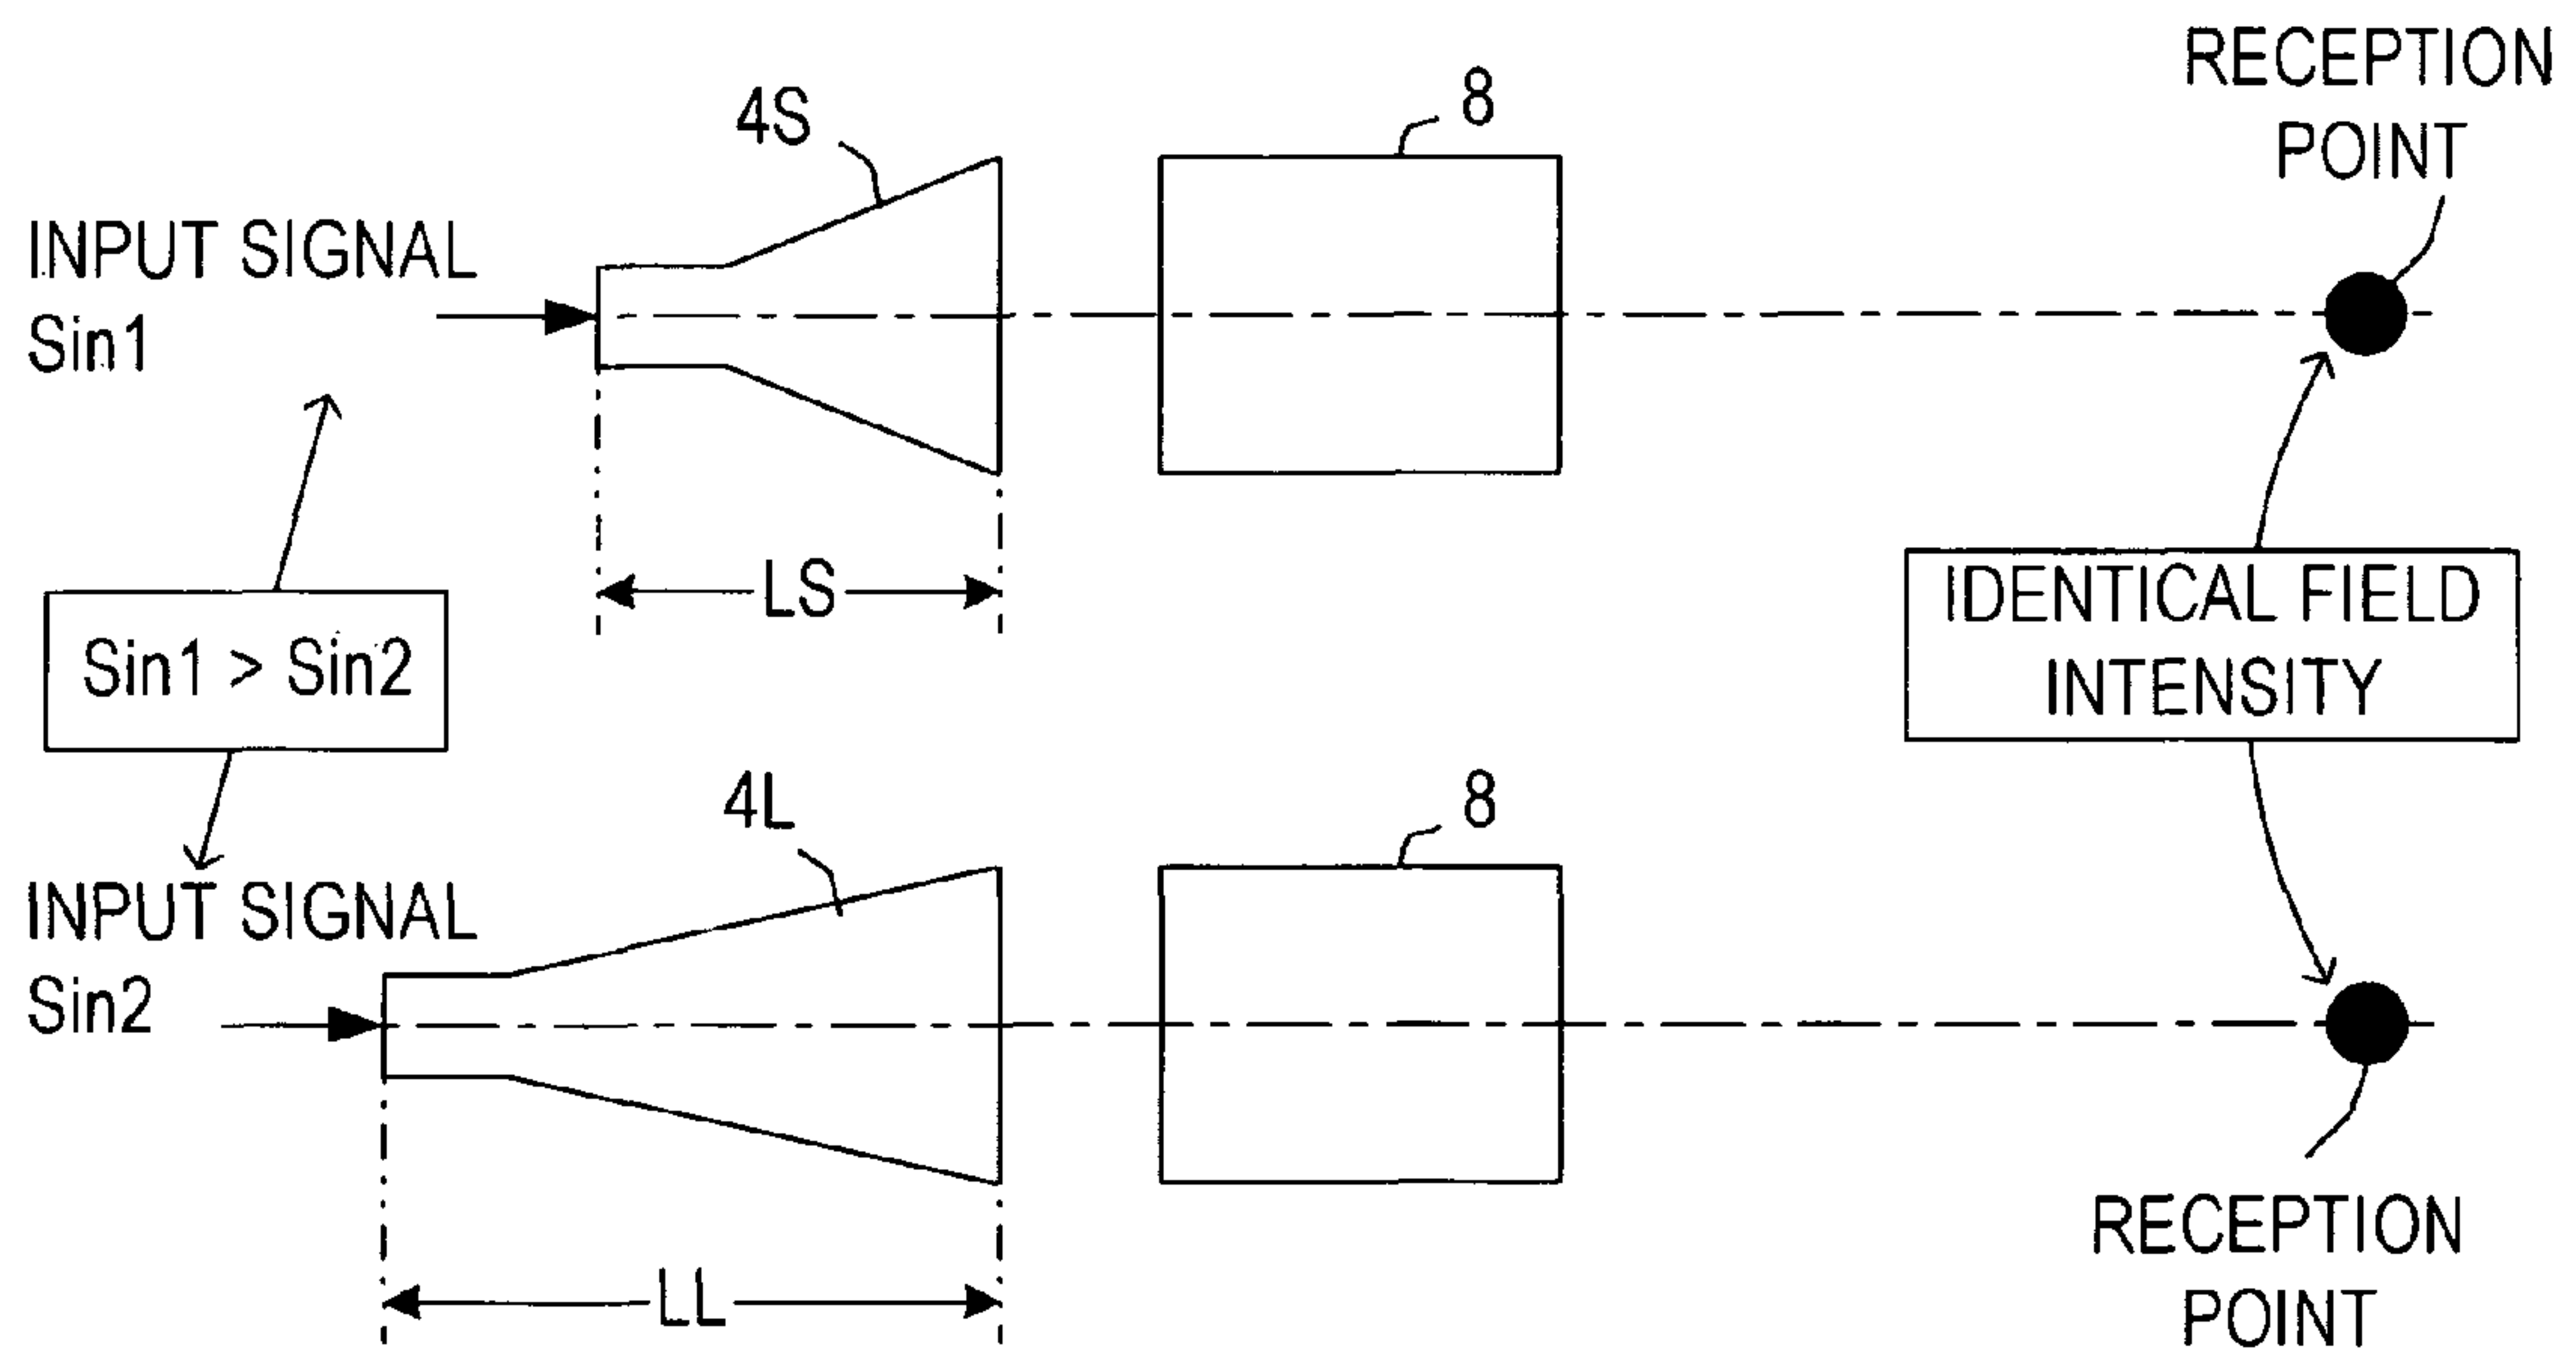 RECEPTION
POINT
4S
8
INPUT SIGNAL
Sin1
LS
Sin1 > Sin2
IDENTICAL FIELD
INTENSITY
4L
8
INPUT SIGNAL
Sin2
LL
RECEPTION
POINT